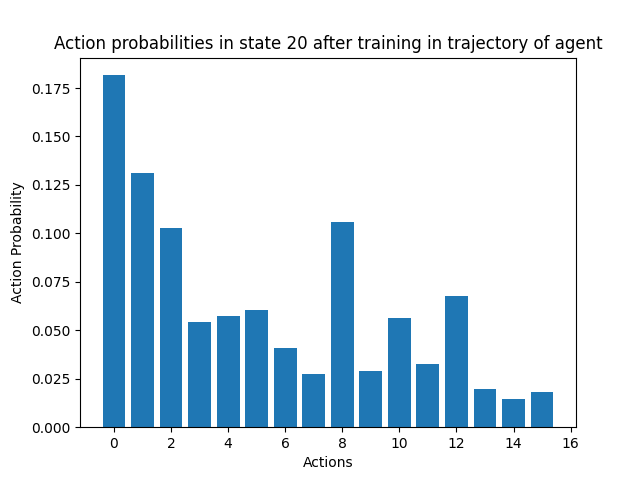 Action probabilities in state 20 after training in trajectory of agent
0.175
0.150
0.125
0.100
0.075
0.050
0.025
0.000
Action Probability
0 2 4 6 8 10 12 14 16
Actions